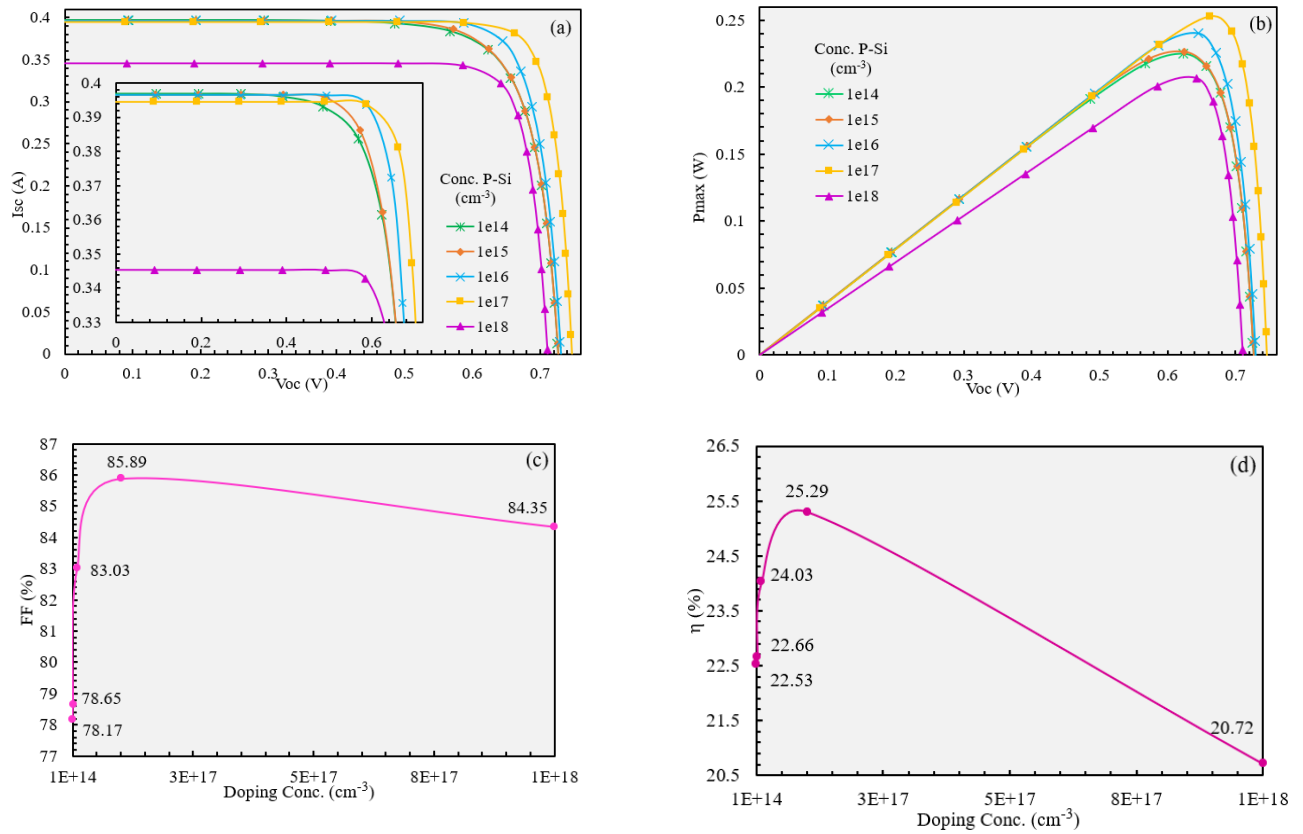 (a)
0.4
0.35
0.3
0.25
0.2
0.15
0.1
0.05
0
Isc (A)
0.4
0.39
0.38
0.37
0.36
0.35
0.34
0.33
0 0.2 0.4 0.6
Conc. P-Si
(cm-3)
1e14
1e15
1e16
1e17
1e18
0 0.1 0.2 0.3 0.4 0.5 0.6 0.7
Voc (V)
(b)
0.25
0.2
0.15
0.1
0.05
0
Pmax (W)
Conc. P-Si
(cm-3)
1e14
1e15
1e16
1e17
1e18
0 0.1 0.2 0.3 0.4 0.5 0.6 0.7
Voc (V)
(c)
87
86
85
84
83
82
81
80
79
78
77
FF (%)
85.89
84.35
83.03
78.65
78.17
1E+14 3E+17 5E+17 8E+17 1E+18
Doping Conc. (cm-3)
(d)
26.5
25.5
24.5
23.5
22.5
21.5
20.5
η (%)
25.29
24.03
22.66
22.53
20.72
1E+14 3E+17 5E+17 8E+17 1E+18
Doping Conc. (cm-3)